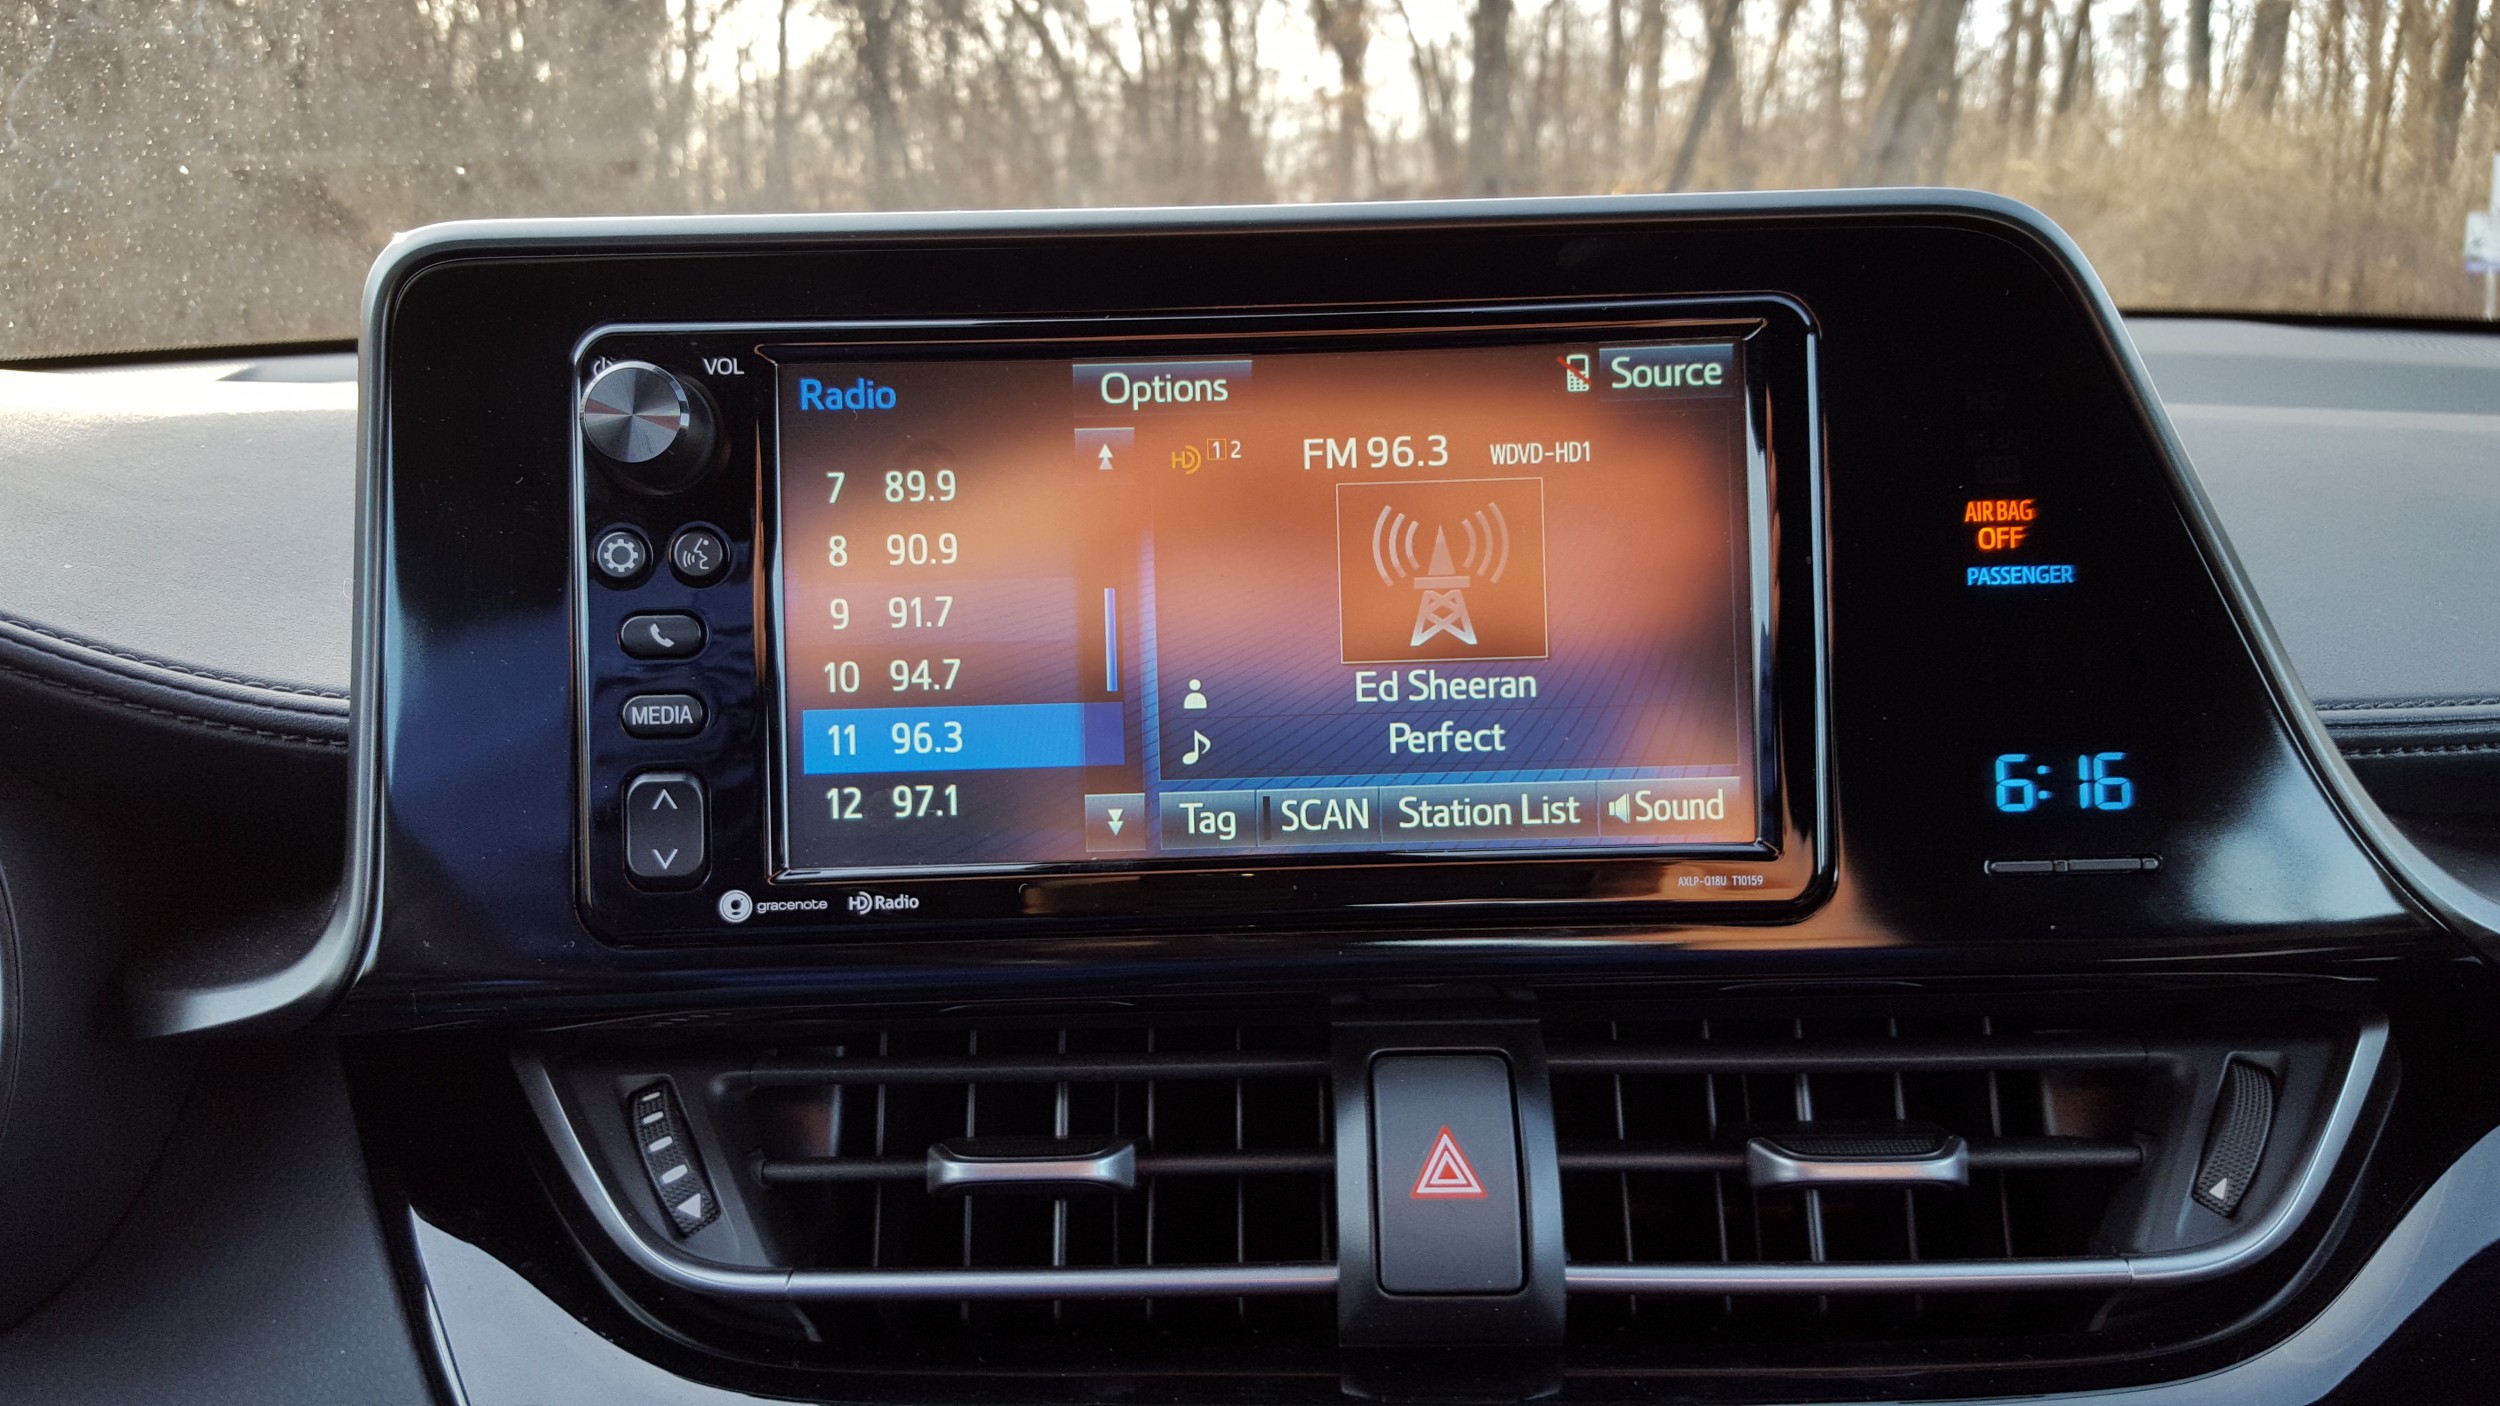 VOL
Radio
Options
Source
7 89.9
8 90.9
9 91.7
10 94.7
11 96.3
12 97.1
HD 1 2
FM 96.3 WDVD-HD1
Ed Sheeran
Perfect
Tag
SCAN
Station List
Sound
MEDIA
gracenote
HD Radio
AXLP-Q18U T10159
AIR BAG
OFF
PASSENGER
6:16